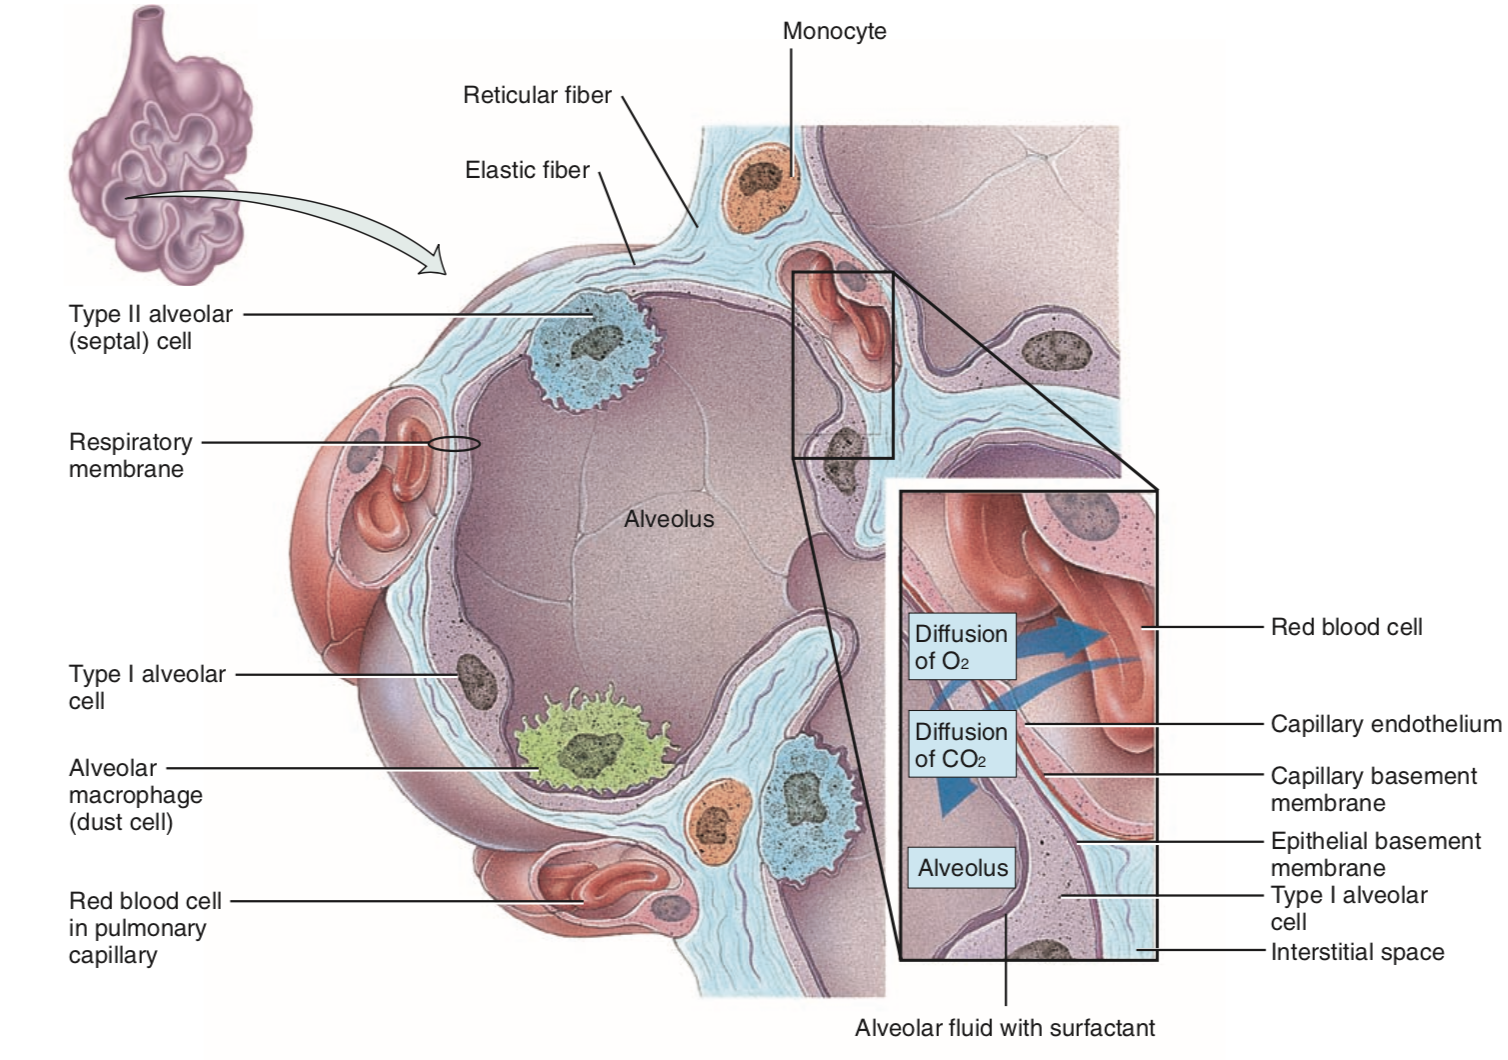 Monocyte
Reticular fiber
Elastic fiber
Type II alveolar
(septal) cell
Respiratory
membrane
Alveolus
Type I alveolar
cell
Alveolar
macrophage
(dust cell)
Red blood cell
in pulmonary
capillary
Diffusion
of O₂
Diffusion
of CO₂
Alveolus
Red blood cell
Capillary endothelium
Capillary basement
membrane
Epithelial basement
membrane
Type I alveolar
cell
Interstitial space
Alveolar fluid with surfactant